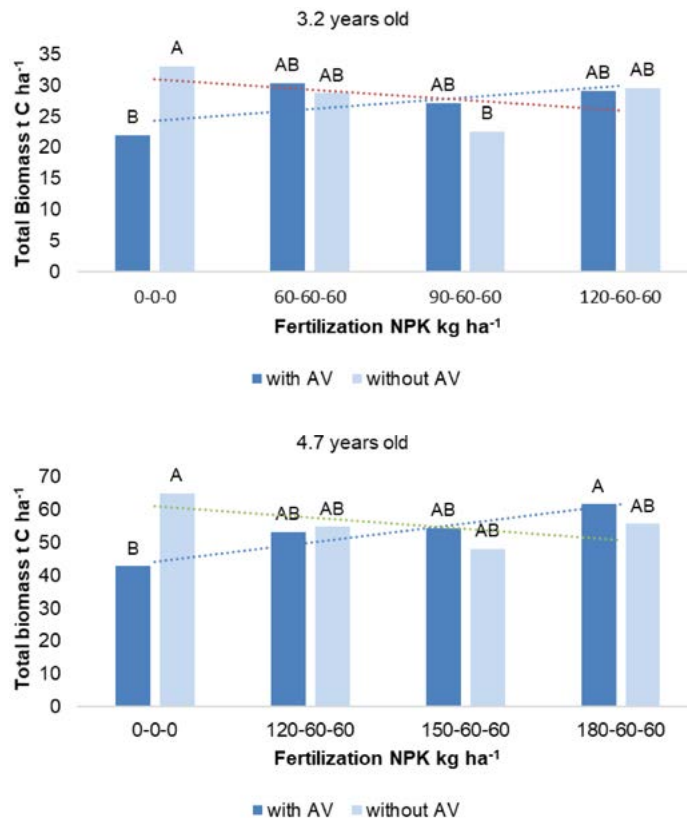 3.2 years old
Total Biomass t C ha⁻¹
35
30
25
20
15
10
5
0
A
B
AB
AB
AB
B
AB
AB
0-0-0
60-60-60
90-60-60
120-60-60
Fertilization NPK kg ha⁻¹
with AV
without AV
4.7 years old
Total biomass t C ha⁻¹
70
60
50
40
30
20
10
0
A
B
AB
AB
AB
AB
A
AB
0-0-0
120-60-60
150-60-60
180-60-60
Fertilization NPK kg ha⁻¹
with AV
without AV